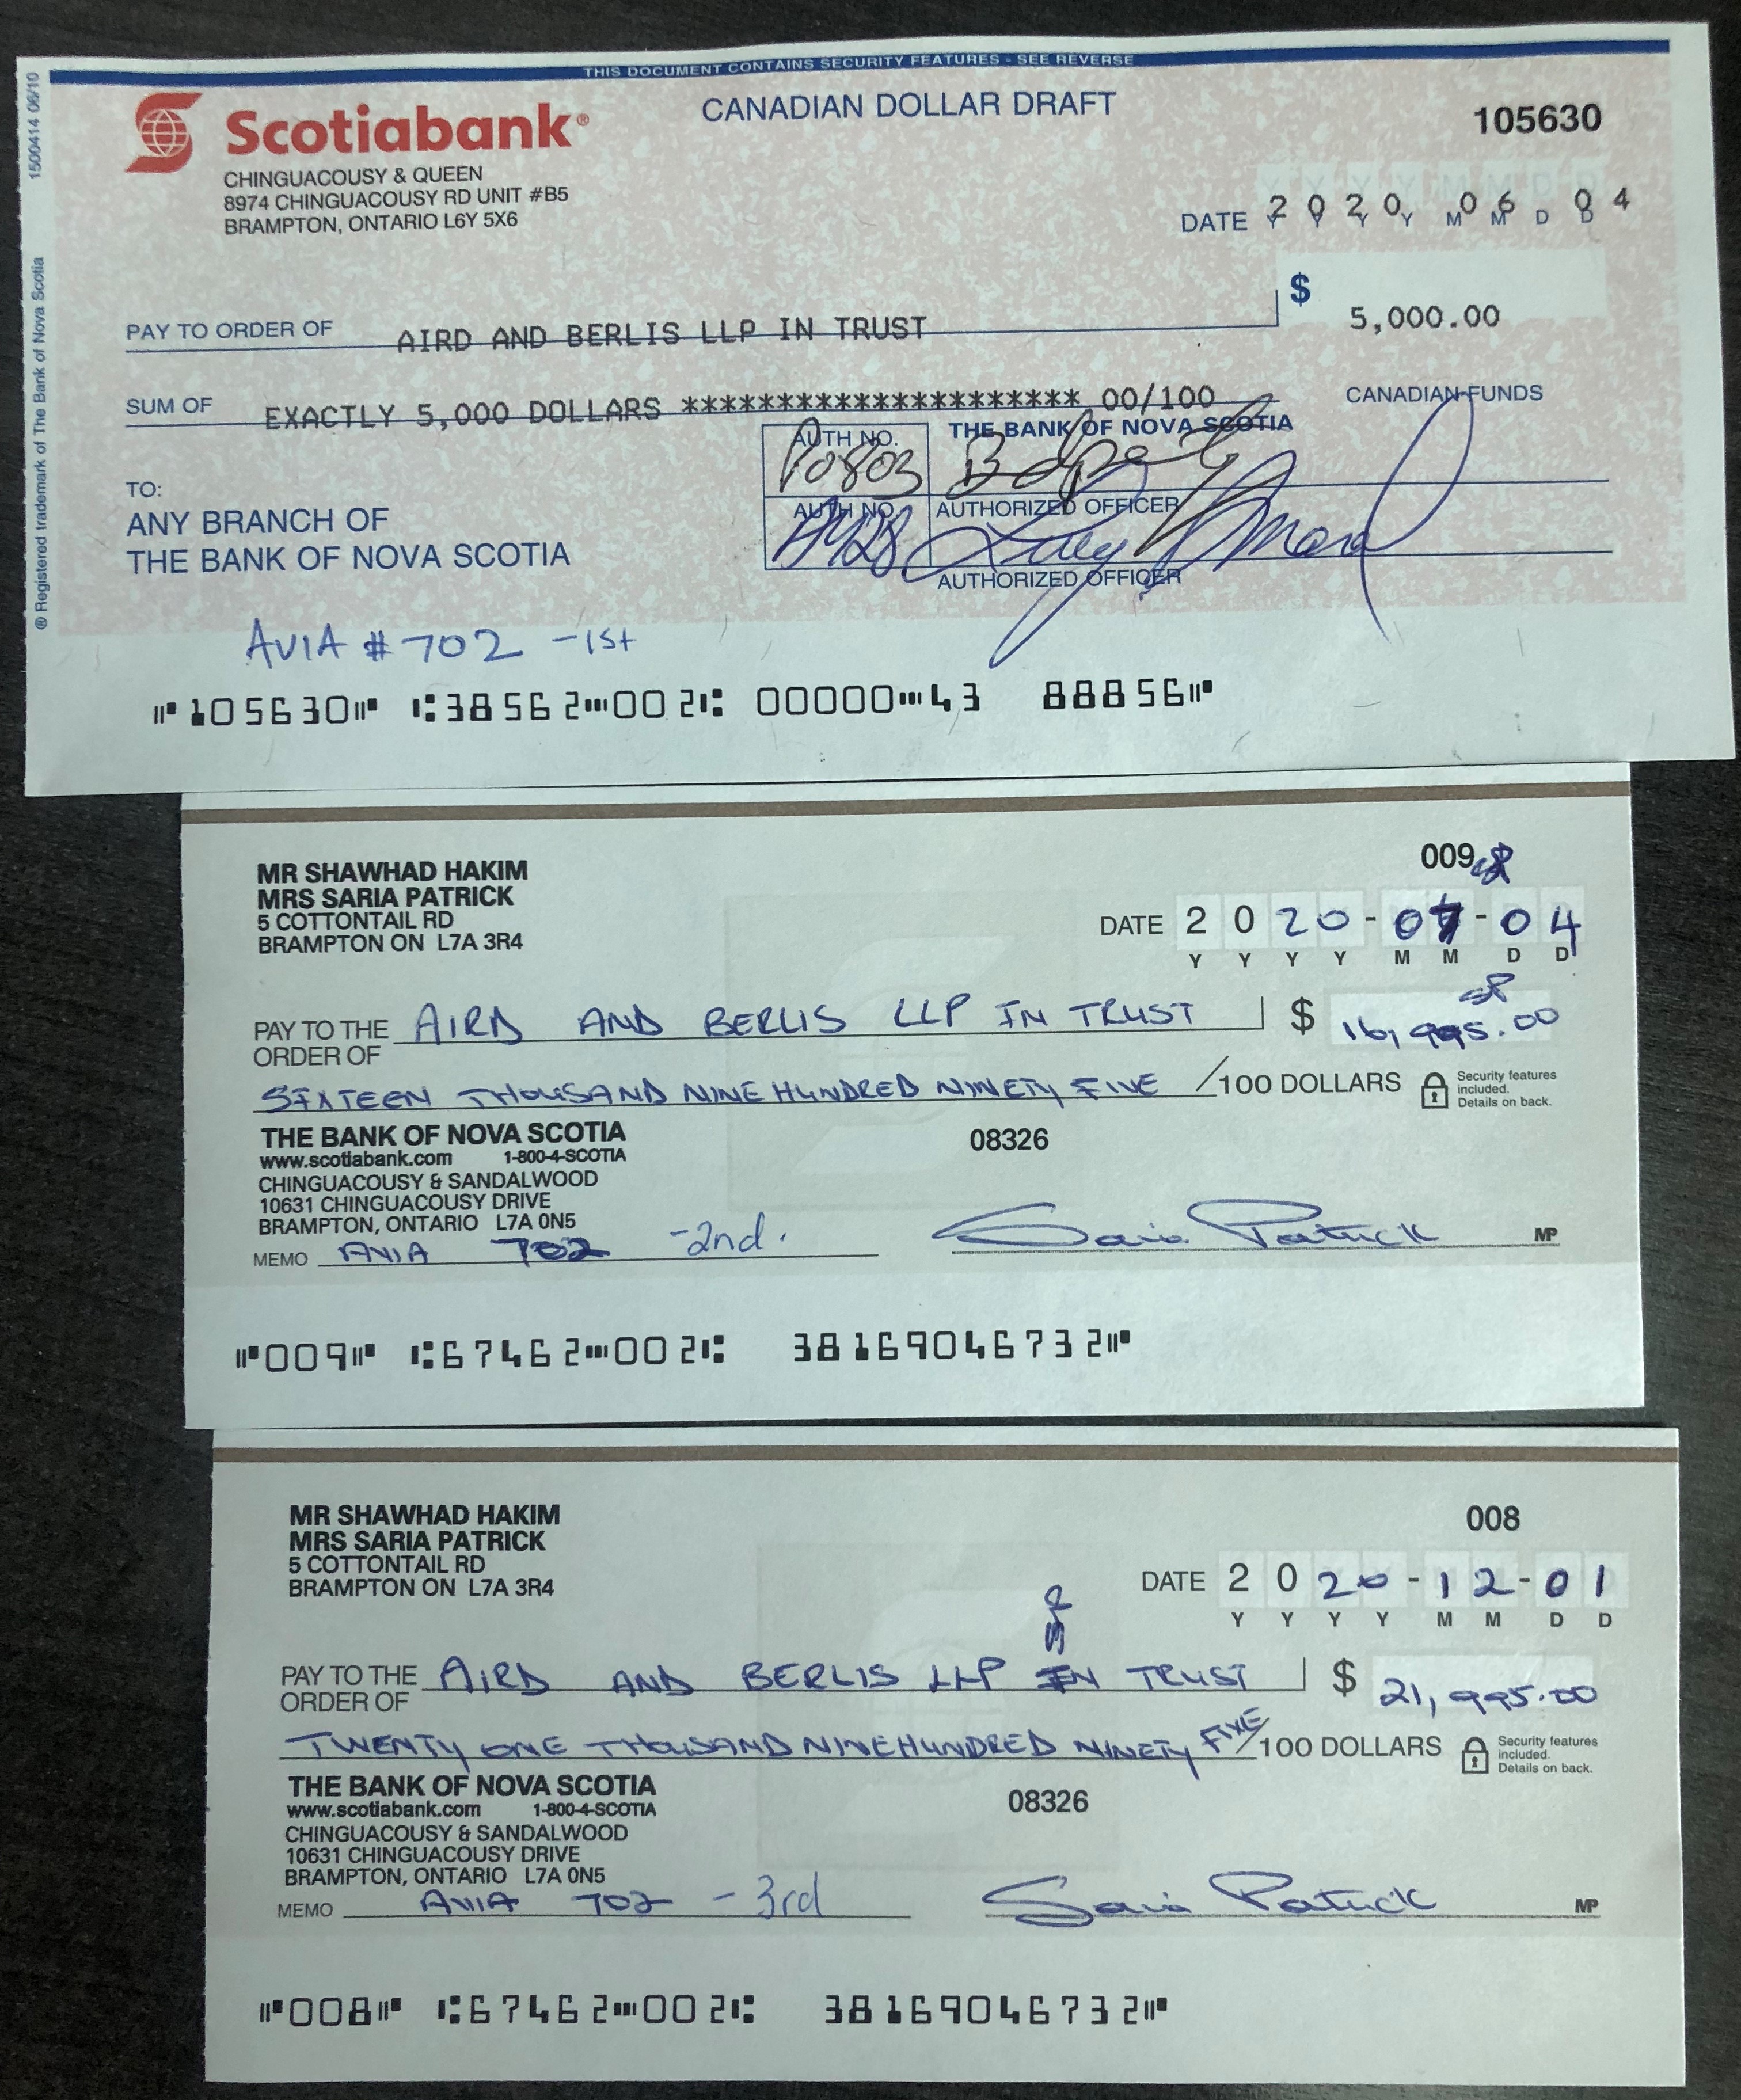 THIS DOCUMENT CONTAINS SECURITY FEATURES - SEE REVERSE
1500414 06/10
® Registered trademark of The Bank of Nova Scotia
Scotiabank®
CANADIAN DOLLAR DRAFT
105630
CHINGUACOUSY & QUEEN
8974 CHINGUACOUSY RD UNIT #B5
BRAMPTON, ONTARIO L6Y 5X6
DATE 2020 06 04
Y Y Y Y M M D D
$ 5,000.00
PAY TO ORDER OF AIRD AND BERLIS LLP IN TRUST
SUM OF EXACTLY 5,000 DOLLARS ********************* 00/100
CANADIAN FUNDS
AUTH NO. THE BANK OF NOVA SCOTIA
P0803
TO:
AUTH NO. AUTHORIZED OFFICER
ANY BRANCH OF
THE BANK OF NOVA SCOTIA
AUTHORIZED OFFICER
AVIA # 702 - 1st
⑈105630⑈ ⑆38562⑉002⑆ 00000⑉43 88856⑈
MR SHAWHAD HAKIM
MRS SARIA PATRICK
5 COTTONTAIL RD
BRAMPTON ON L7A 3R4
009 SP
DATE 2020-07-04
Y Y Y Y M M D D
SP
PAY TO THE ORDER OF AIRD AND BERLIS LLP IN TRUST $ 16,995.00
SIXTEEN THOUSAND NINE HUNDRED NINETY FIVE /100 DOLLARS
Security features
included.
Details on back.
THE BANK OF NOVA SCOTIA
08326
www.scotiabank.com 1-800-4-SCOTIA
CHINGUACOUSY & SANDALWOOD
10631 CHINGUACOUSY DRIVE
BRAMPTON, ONTARIO L7A 0N5
MEMO AVIA 702 - 2nd.
Saria Patrick MP
⑈009⑈ ⑆67462⑉002⑆ 38169046732⑈
MR SHAWHAD HAKIM
MRS SARIA PATRICK
5 COTTONTAIL RD
BRAMPTON ON L7A 3R4
008
DATE 2020-12-01
Y Y Y Y M M D D
SP
PAY TO THE ORDER OF AIRD AND BERLIS LLP IN TRUST $ 21,995.00
TWENTY ONE THOUSAND NINE HUNDRED NINETY FIVE /100 DOLLARS
Security features
included.
Details on back.
THE BANK OF NOVA SCOTIA
08326
www.scotiabank.com 1-800-4-SCOTIA
CHINGUACOUSY & SANDALWOOD
10631 CHINGUACOUSY DRIVE
BRAMPTON, ONTARIO L7A 0N5
MEMO AVIA 702 - 3rd
Saria Patrick MP
⑈008⑈ ⑆67462⑉002⑆ 38169046732⑈